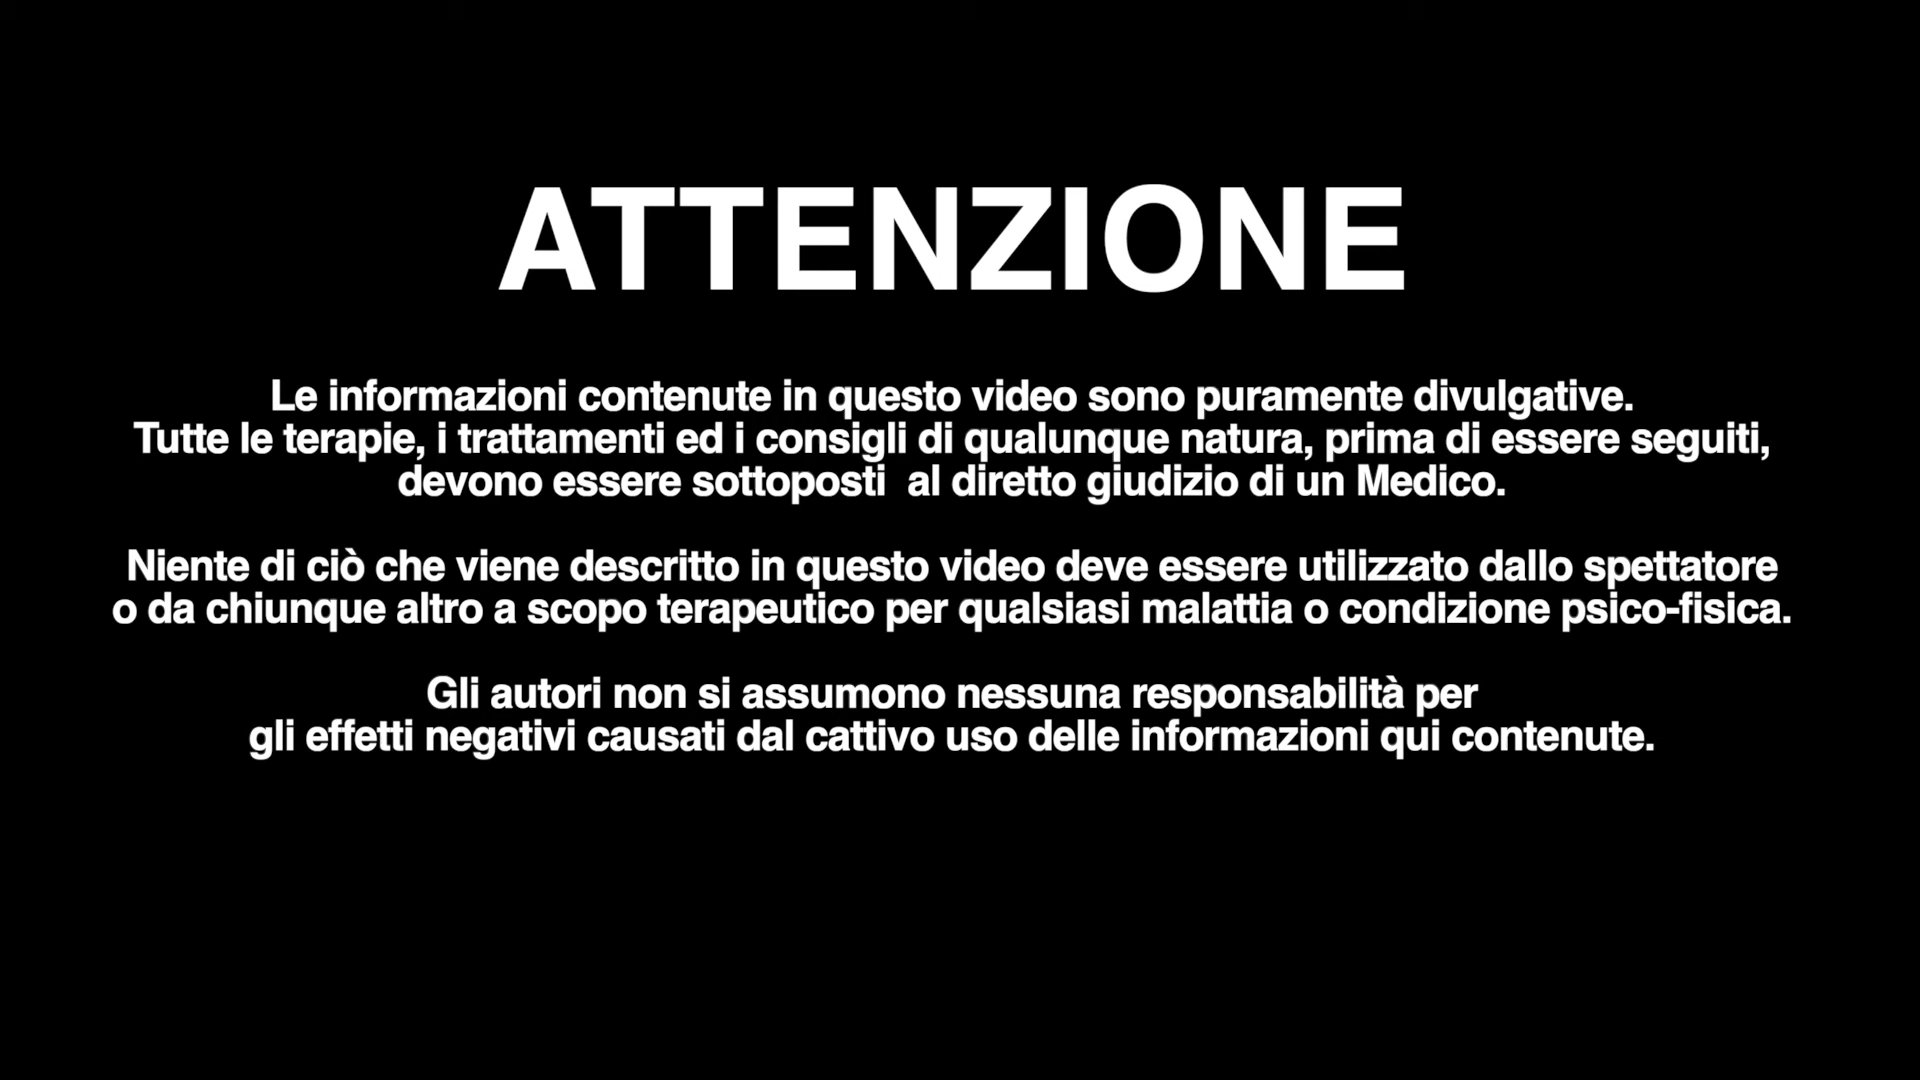 ATTENZIONE
Le informazioni contenute in questo video sono puramente divulgative.
Tutte le terapie, i trattamenti ed i consigli di qualunque natura, prima di essere seguiti,
devono essere sottoposti  al diretto giudizio di un Medico.
Niente di ciò che viene descritto in questo video deve essere utilizzato dallo spettatore
o da chiunque altro a scopo terapeutico per qualsiasi malattia o condizione psico-fisica.
Gli autori non si assumono nessuna responsabilità per
gli effetti negativi causati dal cattivo uso delle informazioni qui contenute.